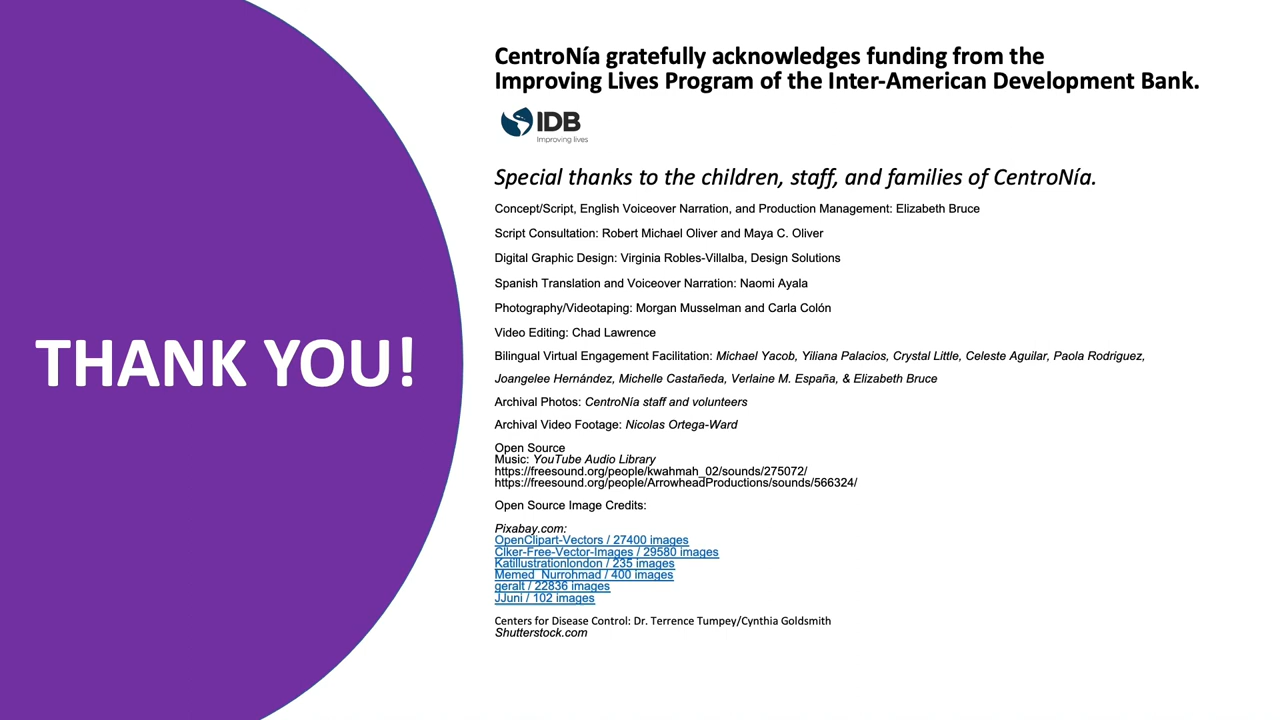 THANK YOU!
CentroNía gratefully acknowledges funding from the
Improving Lives Program of the Inter-American Development Bank.
IDB
Improving lives
Special thanks to the children, staff, and families of CentroNía.
Concept/Script, English Voiceover Narration, and Production Management: Elizabeth Bruce
Script Consultation: Robert Michael Oliver and Maya C. Oliver
Digital Graphic Design: Virginia Robles-Villalba, Design Solutions
Spanish Translation and Voiceover Narration: Naomi Ayala
Photography/Videotaping: Morgan Musselman and Carla Colón
Video Editing: Chad Lawrence
Bilingual Virtual Engagement Facilitation: Michael Yacob, Yiliana Palacios, Crystal Little, Celeste Aguilar, Paola Rodriguez,
Joangelee Hernández, Michelle Castañeda, Verlaine M. España, & Elizabeth Bruce
Archival Photos: CentroNía staff and volunteers
Archival Video Footage: Nicolas Ortega-Ward
Open Source
Music: YouTube Audio Library
https://freesound.org/people/kwahmah_02/sounds/275072/
https://freesound.org/people/ArrowheadProductions/sounds/566324/
Open Source Image Credits:
Pixabay.com:
OpenClipart-Vectors / 27400 images
Clker-Free-Vector-Images / 29580 images
Katillustrationlondon / 235 images
Memed_Nurrohmad / 400 images
geralt / 22836 images
JJuni / 102 images
Centers for Disease Control: Dr. Terrence Tumpey/Cynthia Goldsmith
Shutterstock.com